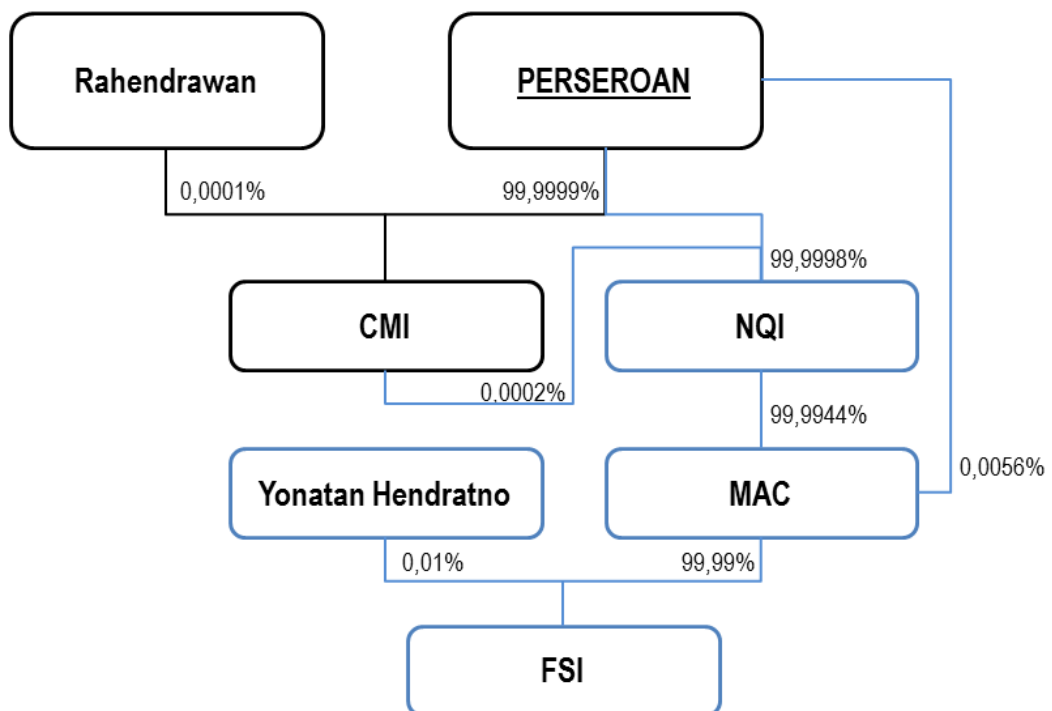 Rahendrawan
PERSEROAN
0,0001%
99,9999%
99,9998%
CMI
NQI
0,0002%
99,9944%
0,0056%
Yonatan Hendratno
MAC
0,01%
99,99%
FSI